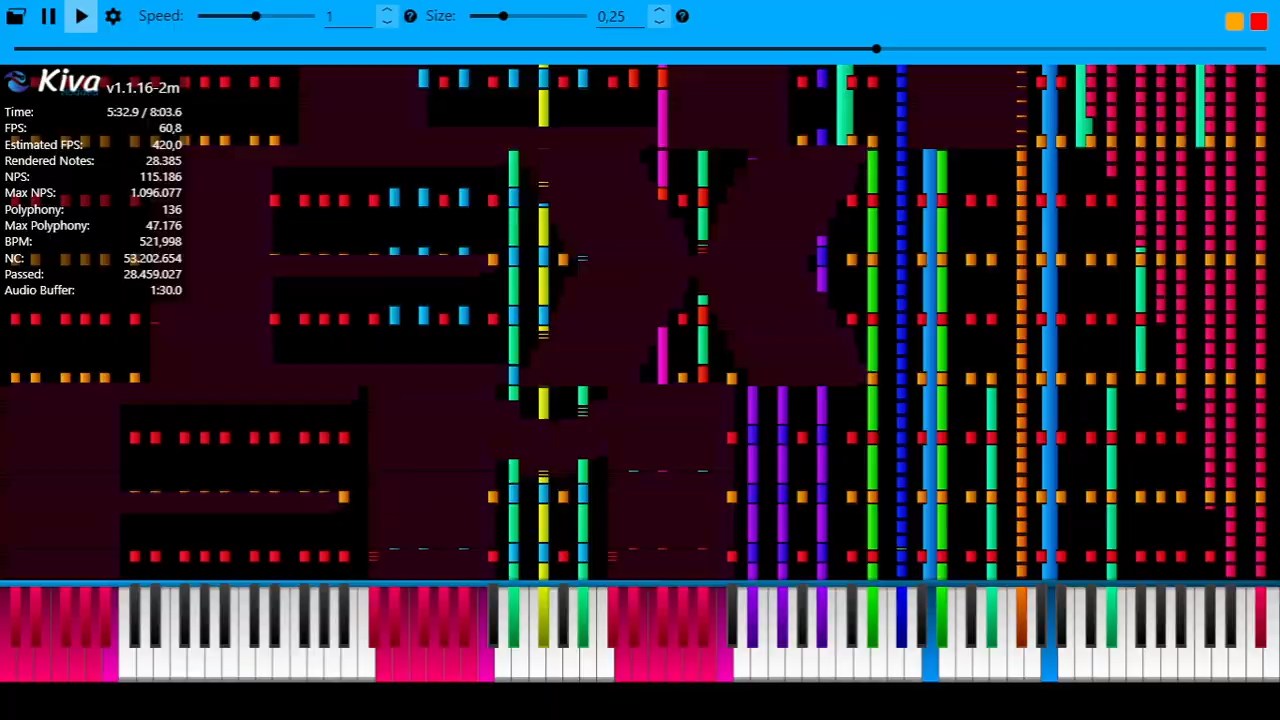 Speed: 1 Size: 0,25
Kiva v1.1.16-2m
Time: 5:32.9 / 8:03.6
FPS: 60,8
Estimated FPS: 420,0
Rendered Notes: 28.385
NPS: 115.186
Max NPS: 1.096.077
Polyphony: 136
Max Polyphony: 47.176
BPM: 521,998
NC: 53.202.654
Passed: 28.459.027
Audio Buffer: 1:30.0